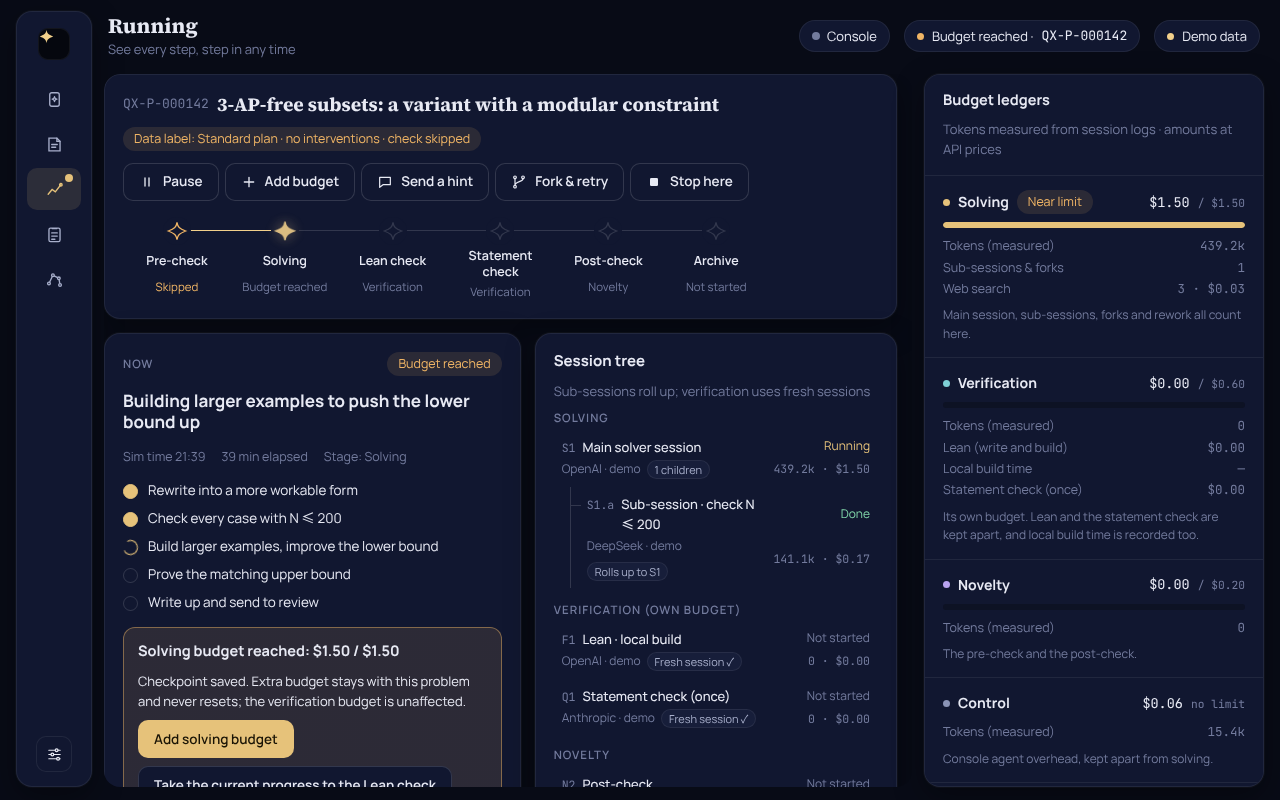 Running
See every step, step in any time
Console
Budget reached · QX-P-000142
Demo data
QX-P-000142 3-AP-free subsets: a variant with a modular constraint
Data label: Standard plan · no interventions · check skipped
Pause
Add budget
Send a hint
Fork & retry
Stop here
Pre-check
Skipped
Solving
Budget reached
Lean check
Verification
Statement
check
Verification
Post-check
Novelty
Archive
Not started
NOW
Budget reached
Building larger examples to push the lower
bound up
Sim time 21:39 39 min elapsed Stage: Solving
Rewrite into a more workable form
Check every case with N ≤ 200
Build larger examples, improve the lower bound
Prove the matching upper bound
Write up and send to review
Solving budget reached: $1.50 / $1.50
Checkpoint saved. Extra budget stays with this problem
and never resets; the verification budget is unaffected.
Add solving budget
Take the current progress to the Lean check
Session tree
Sub-sessions roll up; verification uses fresh sessions
SOLVING
S1 Main solver session Running
OpenAI · demo 1 children 439.2k · $1.50
S1.a Sub-session · check N
≤ 200
Done
DeepSeek · demo
141.1k · $0.17
Rolls up to S1
VERIFICATION (OWN BUDGET)
F1 Lean · local build Not started
OpenAI · demo Fresh session ✓ 0 · $0.00
Q1 Statement check (once) Not started
Anthropic · demo Fresh session ✓ 0 · $0.00
NOVELTY
N2 Post-check Not started
Budget ledgers
Tokens measured from session logs · amounts at
API prices
Solving Near limit $1.50 / $1.50
Tokens (measured) 439.2k
Sub-sessions & forks 1
Web search 3 · $0.03
Main session, sub-sessions, forks and rework all count
here.
Verification $0.00 / $0.60
Tokens (measured) 0
Lean (write and build) $0.00
Local build time —
Statement check (once) $0.00
Its own budget. Lean and the statement check are
kept apart, and local build time is recorded too.
Novelty $0.00 / $0.20
Tokens (measured) 0
The pre-check and the post-check.
Control $0.06 no limit
Tokens (measured) 15.4k
Console agent overhead, kept apart from solving.